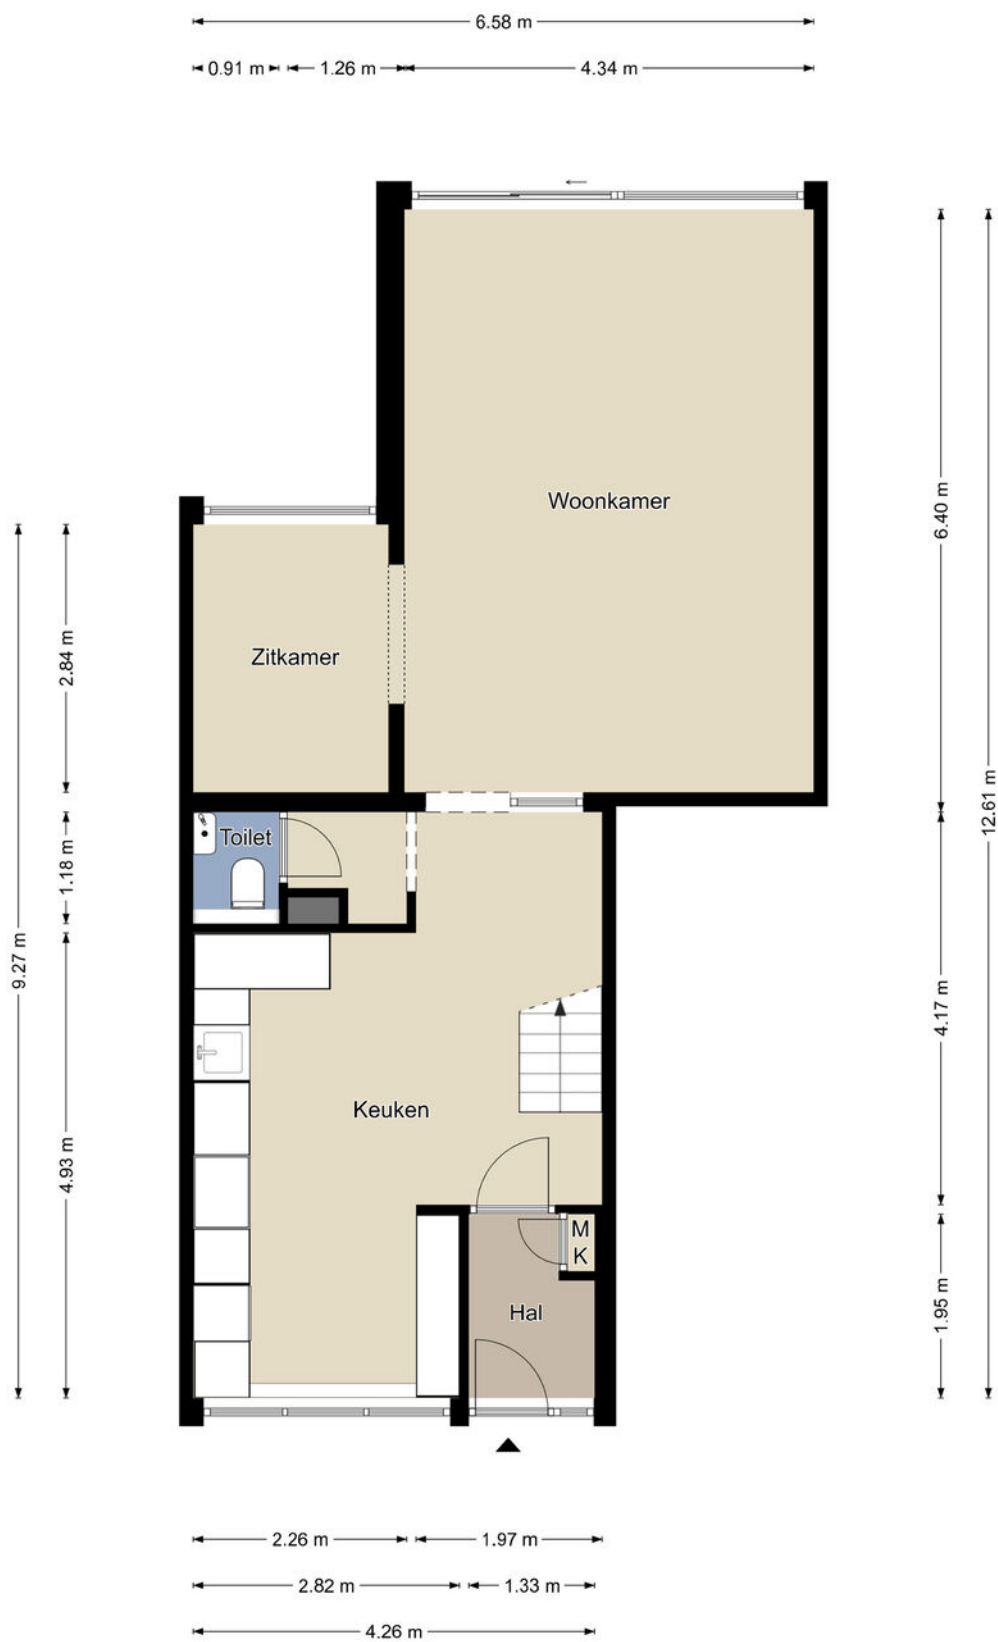 6.58 m
0.91 m
1.26 m
4.34 m
Woonkamer
6.40 m
Zitkamer
2.84 m
12.61 m
Toilet
1.18 m
9.27 m
4.17 m
Keuken
4.93 m
M
K
Hal
1.95 m
2.26 m
1.97 m
2.82 m
1.33 m
4.26 m